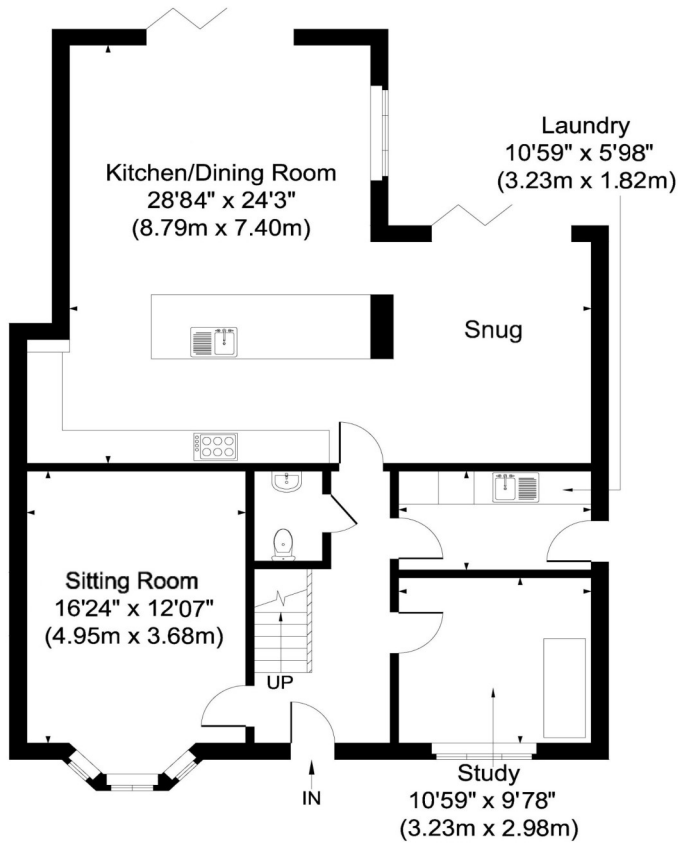 Kitchen/Dining Room
28'84" x 24'3"
(8.79m x 7.40m)
Laundry
10'59" x 5'98"
(3.23m x 1.82m)
Snug
Sitting Room
16'24" x 12'07"
(4.95m x 3.68m)
UP
IN
Study
10'59" x 9'78"
(3.23m x 2.98m)